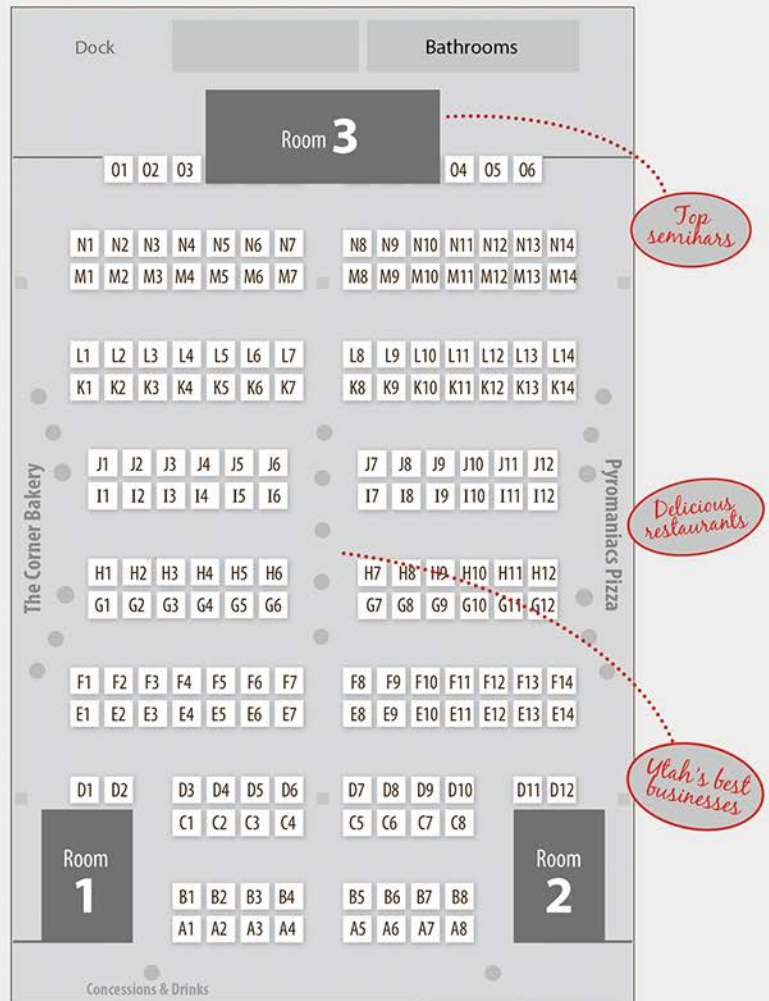 Dock
Bathrooms
Room 3
O1 O2 O3 O4 O5 O6
Top
seminars
N1 N2 N3 N4 N5 N6 N7 N8 N9 N10 N11 N12 N13 N14
M1 M2 M3 M4 M5 M6 M7 M8 M9 M10 M11 M12 M13 M14
L1 L2 L3 L4 L5 L6 L7 L8 L9 L10 L11 L12 L13 L14
K1 K2 K3 K4 K5 K6 K7 K8 K9 K10 K11 K12 K13 K14
J1 J2 J3 J4 J5 J6 J7 J8 J9 J10 J11 J12
I1 I2 I3 I4 I5 I6 I7 I8 I9 I10 I11 I12
The Corner Bakery
Pyromaniacs Pizza
Delicious
restaurants
H1 H2 H3 H4 H5 H6 H7 H8 H9 H10 H11 H12
G1 G2 G3 G4 G5 G6 G7 G8 G9 G10 G11 G12
F1 F2 F3 F4 F5 F6 F7 F8 F9 F10 F11 F12 F13 F14
E1 E2 E3 E4 E5 E6 E7 E8 E9 E10 E11 E12 E13 E14
Utah's best
businesses
D1 D2 D3 D4 D5 D6 D7 D8 D9 D10 D11 D12
C1 C2 C3 C4 C5 C6 C7 C8
Room
1
Room
2
B1 B2 B3 B4 B5 B6 B7 B8
A1 A2 A3 A4 A5 A6 A7 A8
Concessions & Drinks